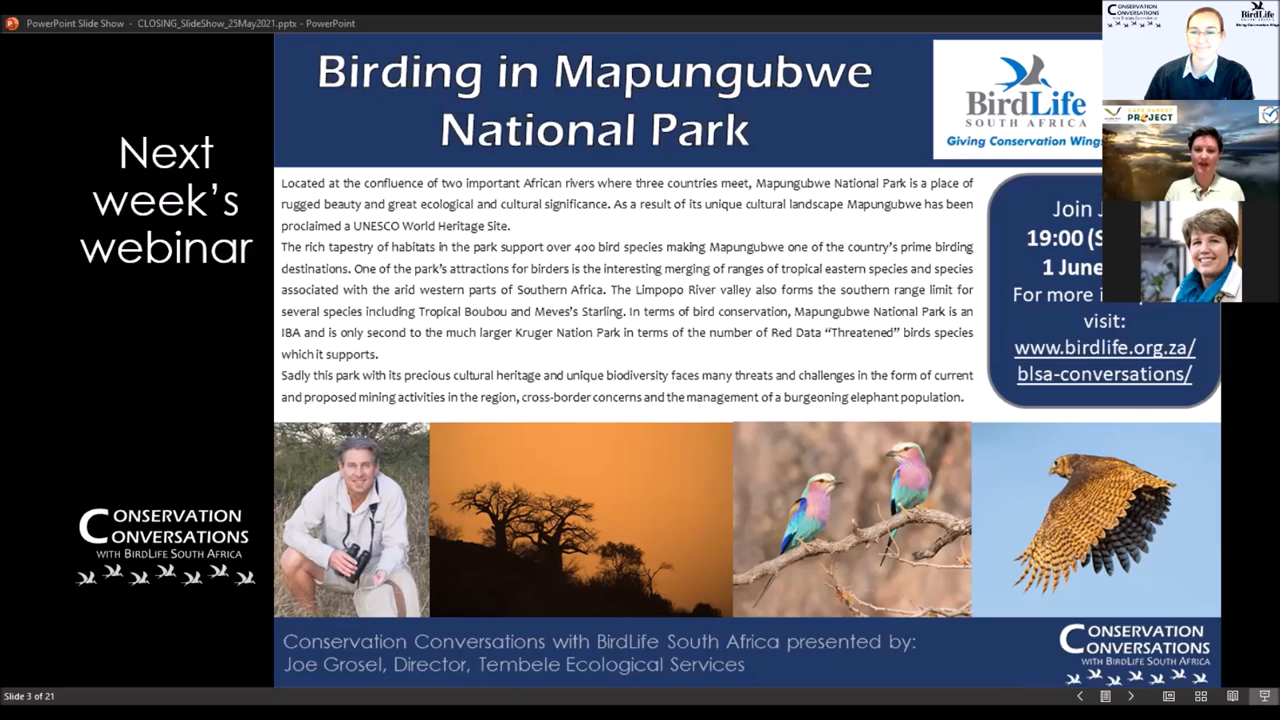 PowerPoint Slide Show - CLOSING_SlideShow_25May2021.pptx - PowerPoint
Next
week's
webinar
Birding in Mapungubwe
National Park
BirdLife
SOUTH AFRICA
Giving Conservation Wings
Located at the confluence of two important African rivers where three countries meet, Mapungubwe National Park is a place of
rugged beauty and great ecological and cultural significance. As a result of its unique cultural landscape Mapungubwe has been
proclaimed a UNESCO World Heritage Site.
The rich tapestry of habitats in the park support over 400 bird species making Mapungubwe one of the country's prime birding
destinations. One of the park's attractions for birders is the interesting merging of ranges of tropical eastern species and species
associated with the arid western parts of Southern Africa. The Limpopo River valley also forms the southern range limit for
several species including Tropical Boubou and Meves's Starling. In terms of bird conservation, Mapungubwe National Park is an
IBA and is only second to the much larger Kruger Nation Park in terms of the number of Red Data "Threatened" birds species
which it supports.
Sadly this park with its precious cultural heritage and unique biodiversity faces many threats and challenges in the form of current
and proposed mining activities in the region, cross-border concerns and the management of a burgeoning elephant population.
Join
19:00 (S
1 June
For more
visit:
www.birdlife.org.za/
blsa-conversations/
CONSERVATION
CONVERSATIONS
BirdLife
PROJECT
CONSERVATION
CONVERSATIONS
WITH BIRDLIFE SOUTH AFRICA
Conservation Conversations with BirdLife South Africa presented by:
Joe Grosel, Director, Tembele Ecological Services
CONSERVATION
CONVERSATIONS
WITH BIRDLIFE SOUTH AFRICA
Slide 3 of 21